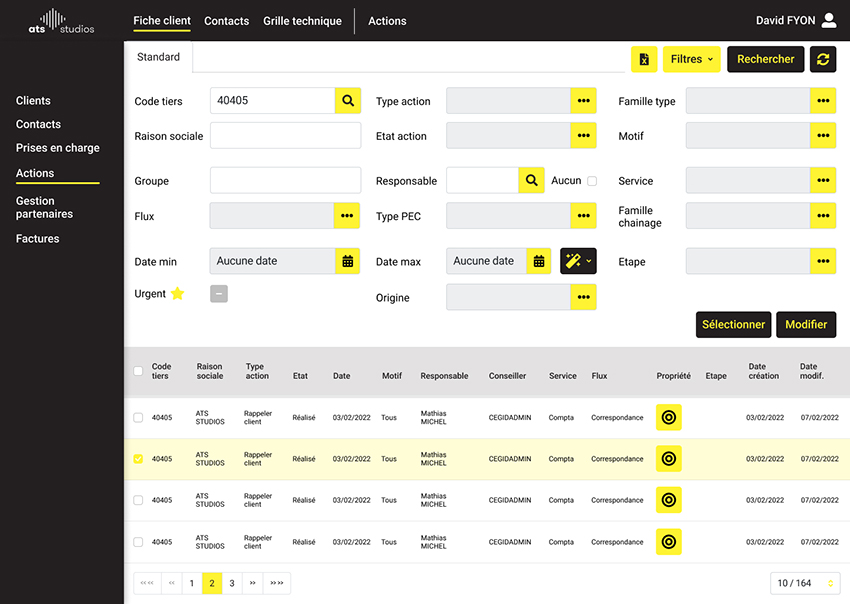 ats studios
Fiche client Contacts Grille technique Actions
David FYON
Standard
Filtres
Rechercher
Clients
Contacts
Prises en charge
Actions
Gestion
partenaires
Factures
Code tiers 40405 Type action ••• Famille type •••
Raison sociale Etat action ••• Motif •••
Groupe Responsable Aucun Service •••
Flux ••• Type PEC ••• Famille
chainage •••
Date min Aucune date Date max Aucune date Etape •••
Urgent Origine •••
Sélectionner Modifier
Code
tiers
Raison
sociale
Type
action
Etat
Date
Motif
Responsable
Conseiller
Service
Flux
Propriété
Etape
Date
création
Date
modif.
40405
ATS
STUDIOS
Rappeler
client
Réalisé
03/02/2022
Tous
Mathias
MICHEL
CEGIDADMIN
Compta
Correspondance
03/02/2022
07/02/2022
40405
ATS
STUDIOS
Rappeler
client
Réalisé
03/02/2022
Tous
Mathias
MICHEL
CEGIDADMIN
Compta
Correspondance
03/02/2022
07/02/2022
40405
ATS
STUDIOS
Rappeler
client
Réalisé
03/02/2022
Tous
Mathias
MICHEL
CEGIDADMIN
Compta
Correspondance
03/02/2022
07/02/2022
40405
ATS
STUDIOS
Rappeler
client
Réalisé
03/02/2022
Tous
Mathias
MICHEL
CEGIDADMIN
Compta
Correspondance
03/02/2022
07/02/2022
«« « 1 2 3 » »»
10 / 164